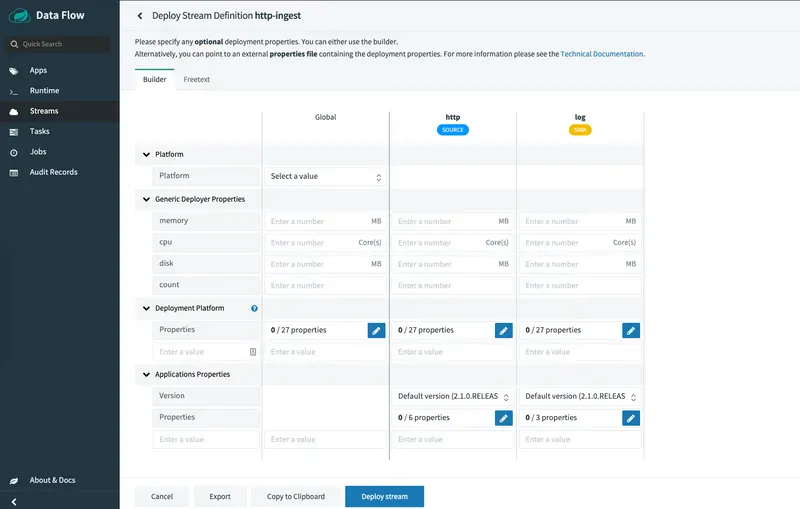 Data Flow
Quick Search
Apps
Runtime
Streams
Tasks
Jobs
Audit Records
About & Docs
Deploy Stream Definition http-ingest
Please specify any optional deployment properties. You can either use the builder.
Alternatively, you can point to an external properties file containing the deployment properties. For more information please see the Technical Documentation.
Builder Freetext
Global http log
SOURCE SINK
Platform
Platform Select a value
Generic Deployer Properties
memory Enter a number MB Enter a number MB Enter a number MB
cpu Enter a number Core(s) Enter a number Core(s) Enter a number Core(s)
disk Enter a number MB Enter a number MB Enter a number MB
count Enter a number Enter a number Enter a number
Deployment Platform ?
Properties 0 / 27 properties 0 / 27 properties 0 / 27 properties
Enter a value Enter a value Enter a value Enter a value
Applications Properties
Version Default version (2.1.0.RELEAS Default version (2.1.0.RELEAS
Properties 0 / 6 properties 0 / 3 properties
Enter a value Enter a value Enter a value Enter a value
Cancel Export Copy to Clipboard Deploy stream